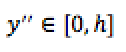 y'' ∈ [0, h]